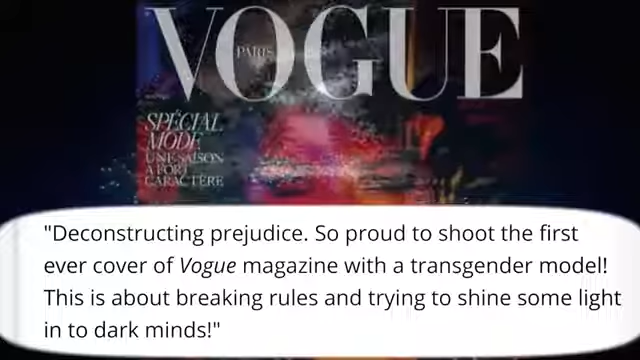 VOGUE
PARIS
SPÉCIAL
MODE
UNE SAISON
À FORT
CARACTÈRE
"Deconstructing prejudice. So proud to shoot the first
ever cover of Vogue magazine with a transgender model!
This is about breaking rules and trying to shine some light
in to dark minds!"